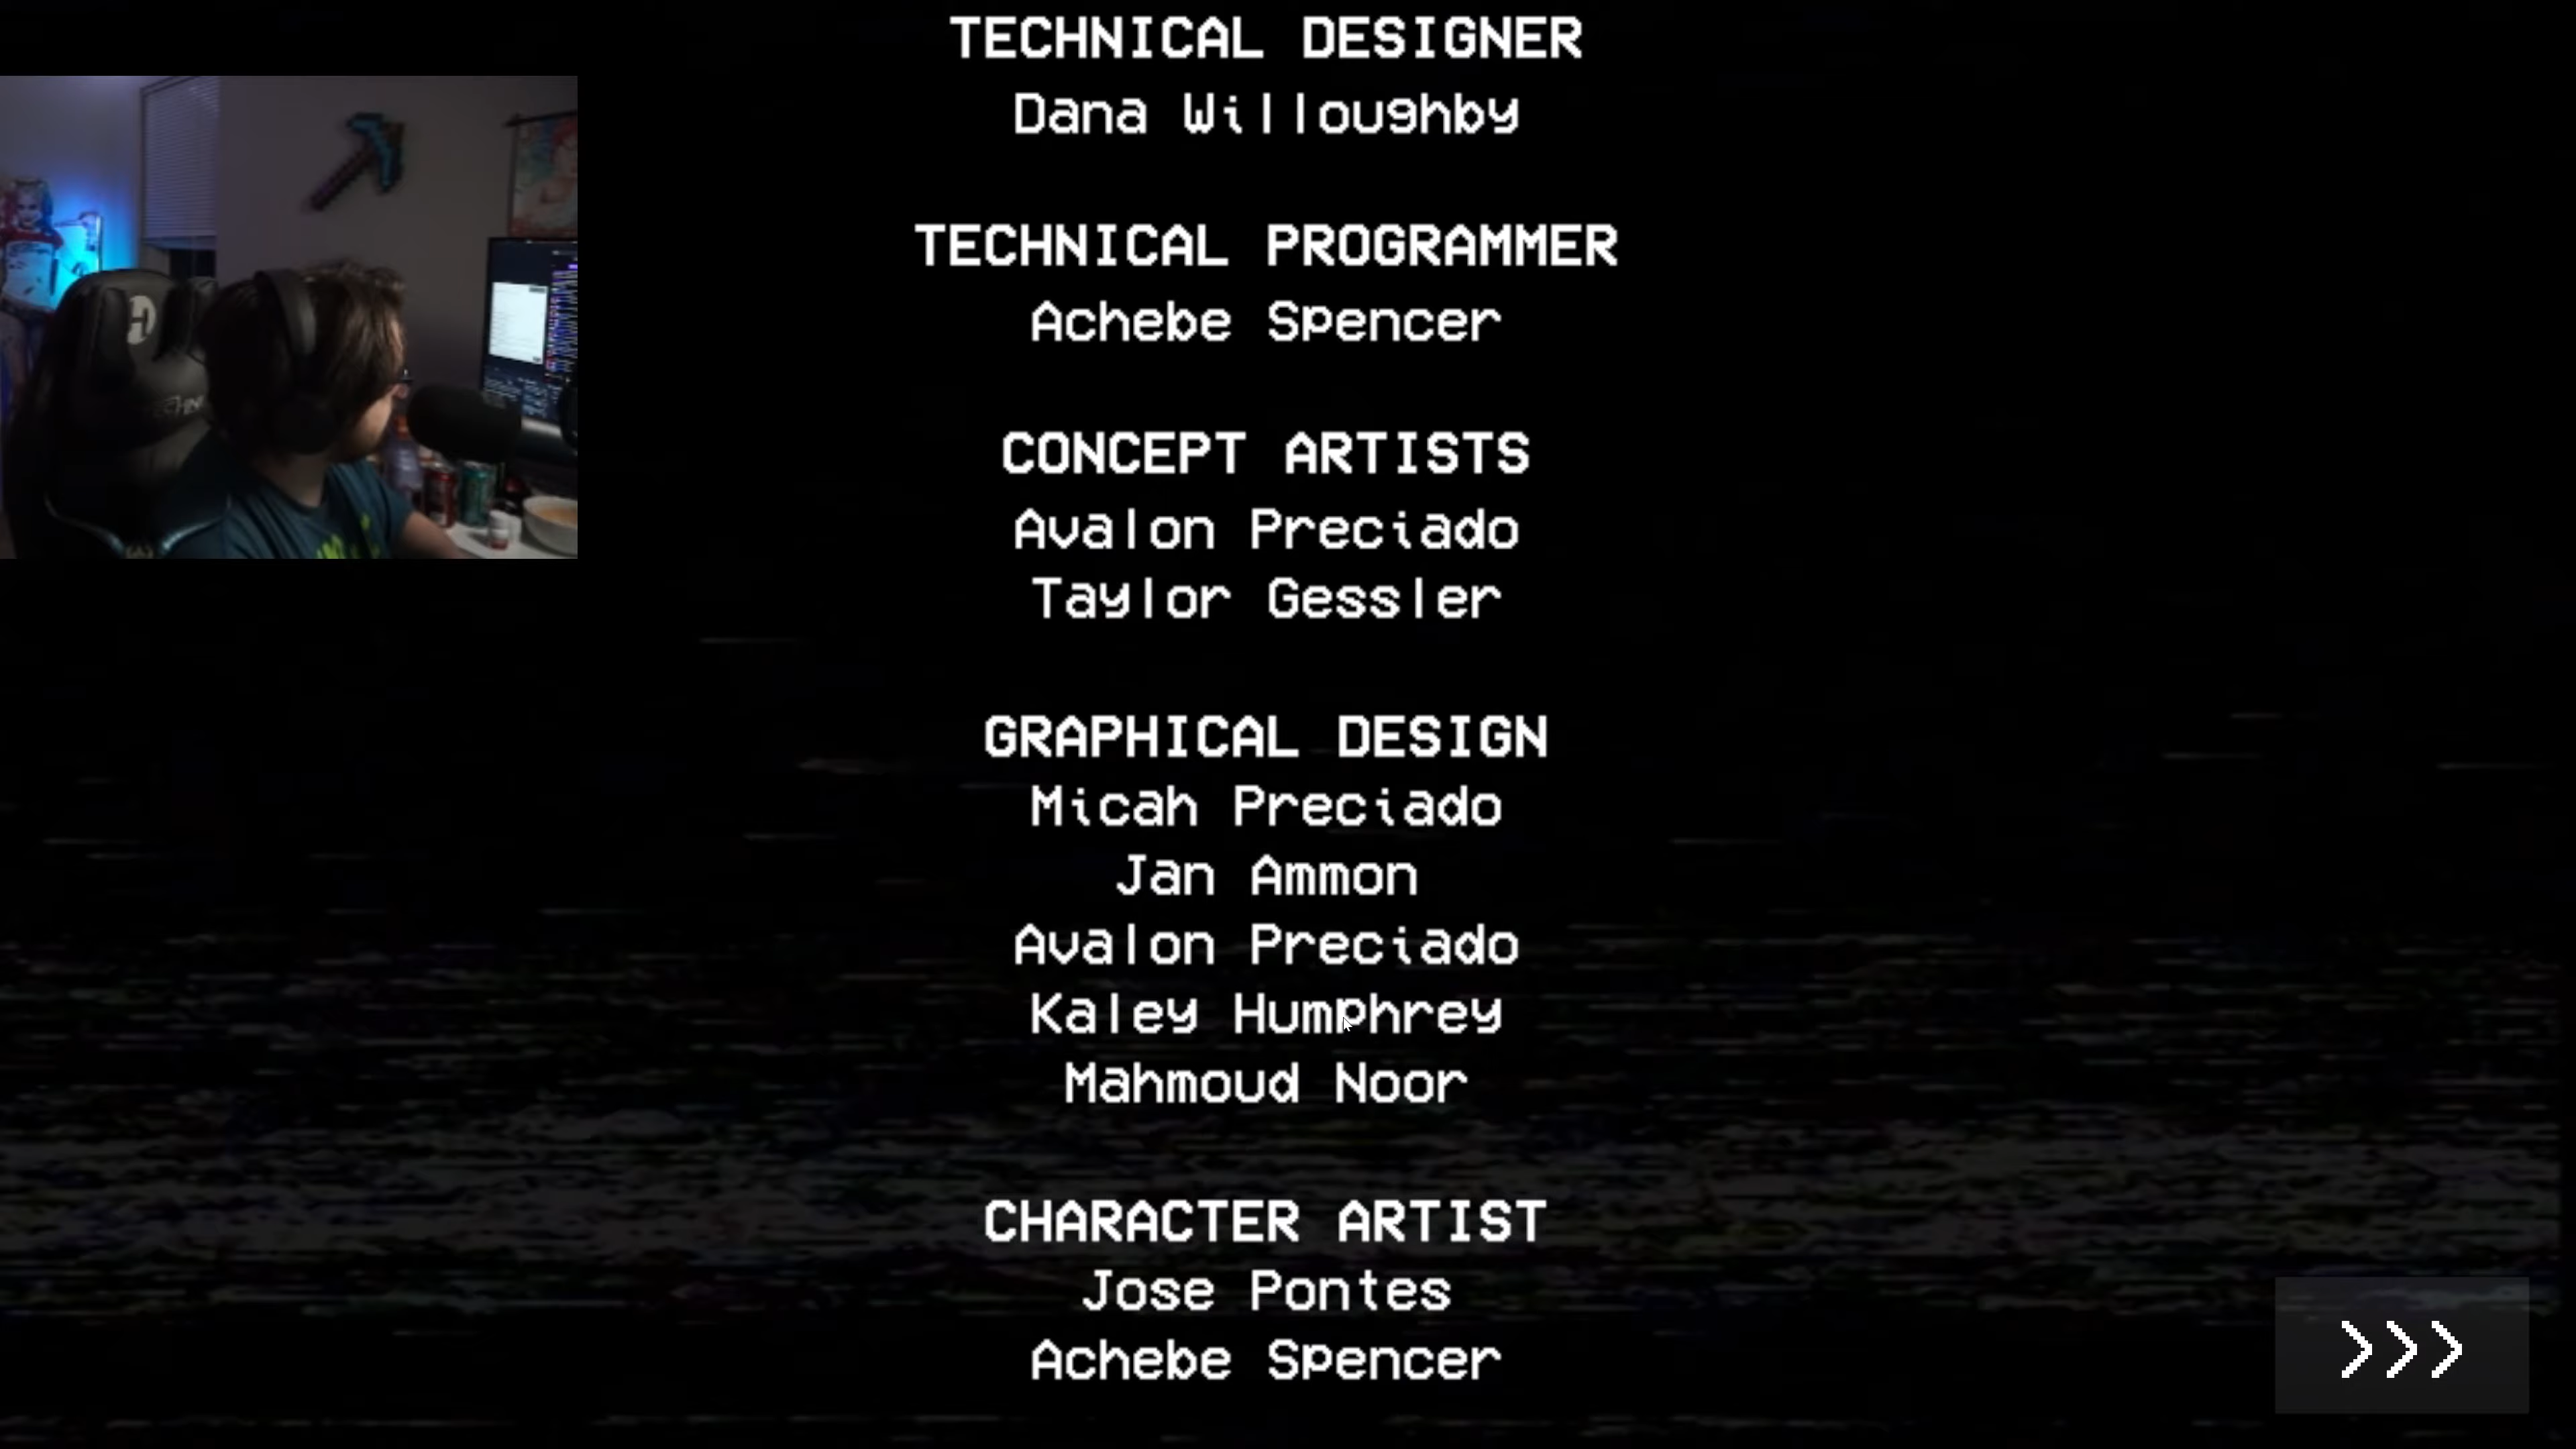 TECHNICAL DESIGNER
Dana Willoughby
TECHNICAL PROGRAMMER
Achebe Spencer
CONCEPT ARTISTS
Avalon Preciado
Taylor Gessler
GRAPHICAL DESIGN
Micah Preciado
Jan Ammon
Avalon Preciado
Kaley Humphrey
Mahmoud Noor
CHARACTER ARTIST
Jose Pontes
Achebe Spencer
>>>